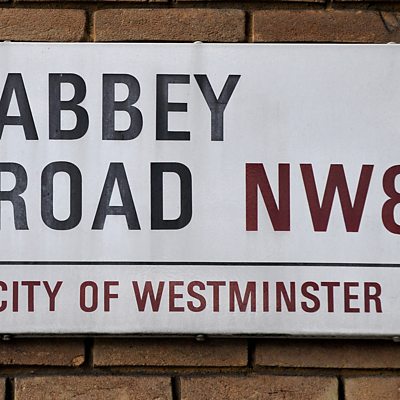 ABBEY
ROAD NW8
CITY OF WESTMINSTER